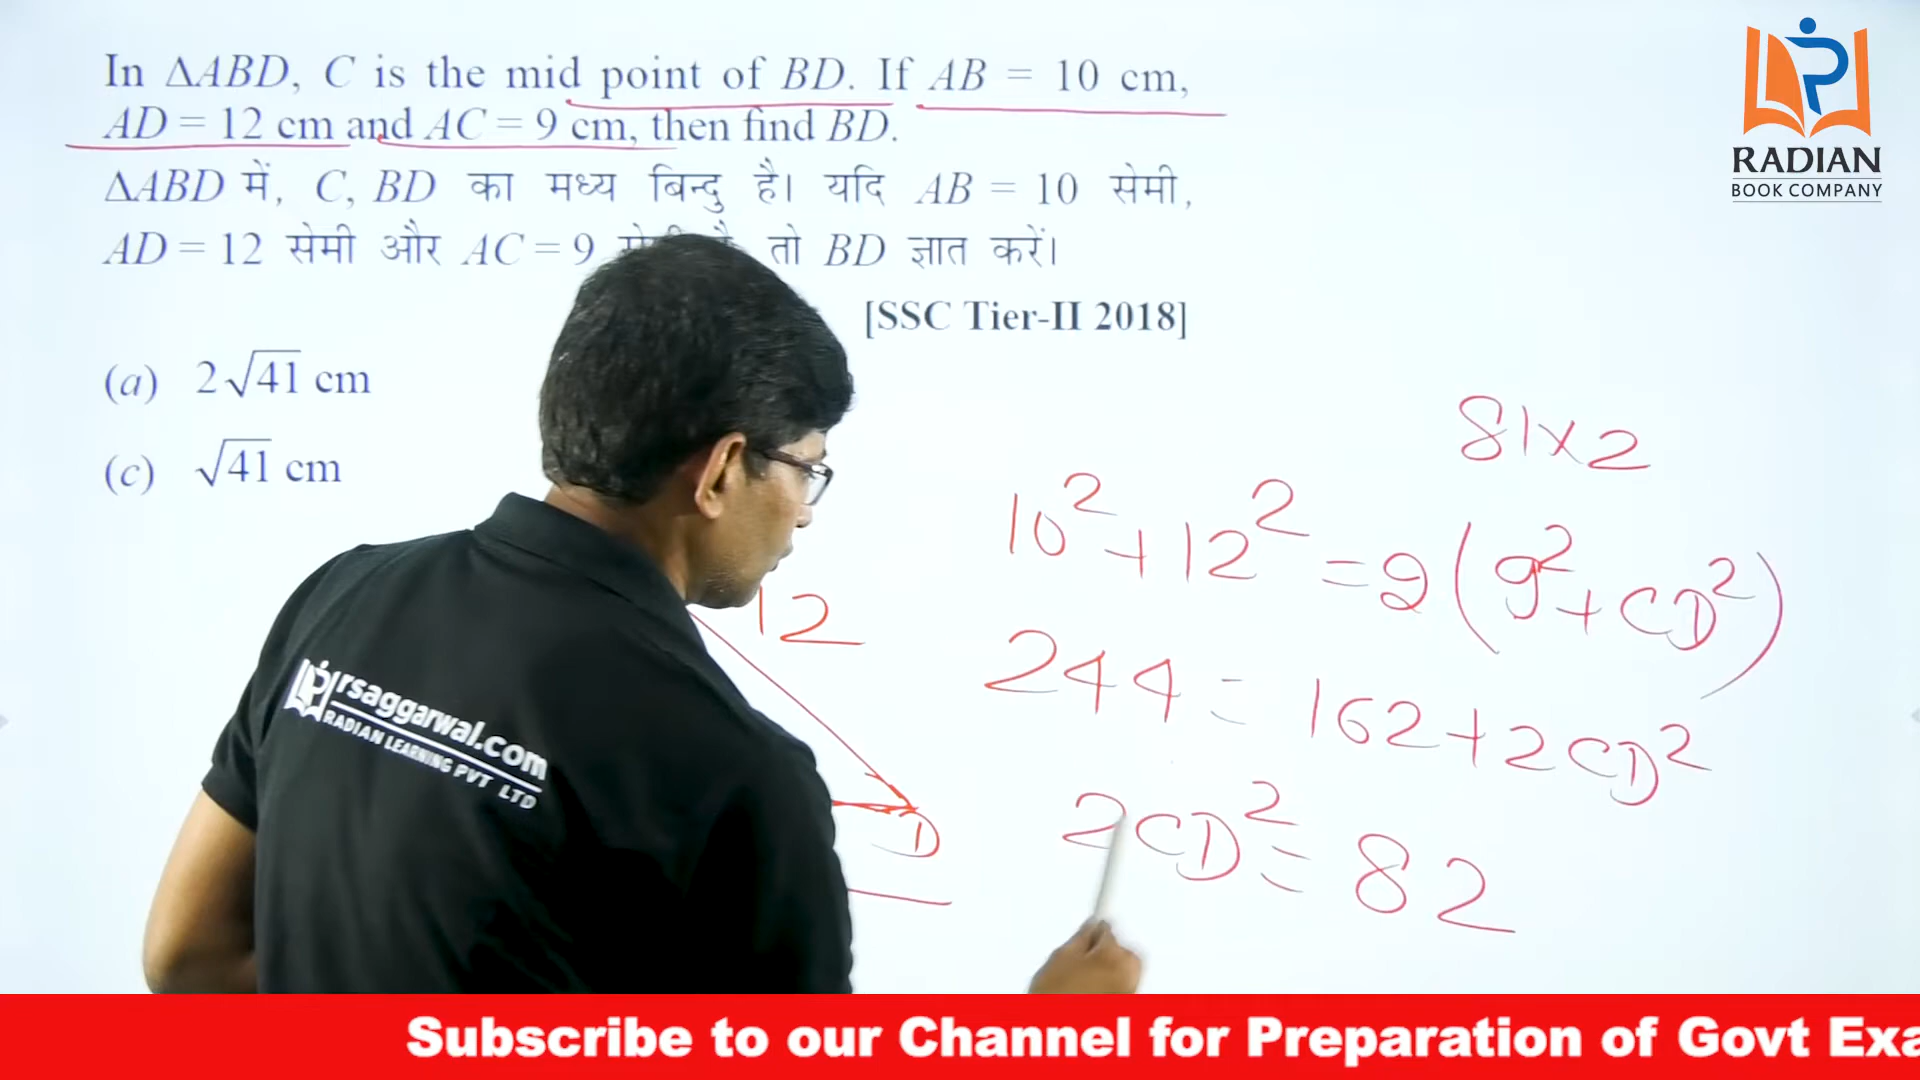 In ΔABD, C is the mid point of BD. If AB = 10 cm,
AD = 12 cm and AC = 9 cm, then find BD.
ΔABD में, C, BD का मध्य बिन्दु है। यदि AB = 10 सेमी,
AD = 12 सेमी और AC = 9 तो BD ज्ञात करें।
[SSC Tier-II 2018]
(a) 2√41 cm
(c) √41 cm
RADIAN
BOOK COMPANY
81×2
10² + 12² = 2(9² + CD²)
244 = 162 + 2CD²
2CD² = 82
12
D
rsaggarwal.com
RADIAN LEARNING PVT LTD
Subscribe to our Channel for Preparation of Govt Exa